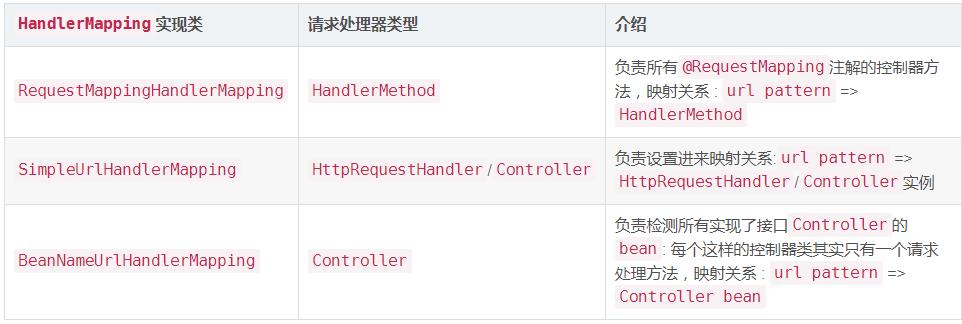 HandlerMapping 实现类
请求处理器类型
介绍
RequestMappingHandlerMapping
HandlerMethod
负责所有 @RequestMapping 注解的控制器方
法，映射关系 : url pattern =>
HandlerMethod
SimpleUrlHandlerMapping
HttpRequestHandler / Controller
负责设置进来映射关系: url pattern =>
HttpRequestHandler / Controller 实例
BeanNameUrlHandlerMapping
Controller
负责检测所有实现了接口 Controller 的
bean : 每个这样的控制器类其实只有一个请求
处理方法，映射关系 : url pattern =>
Controller bean